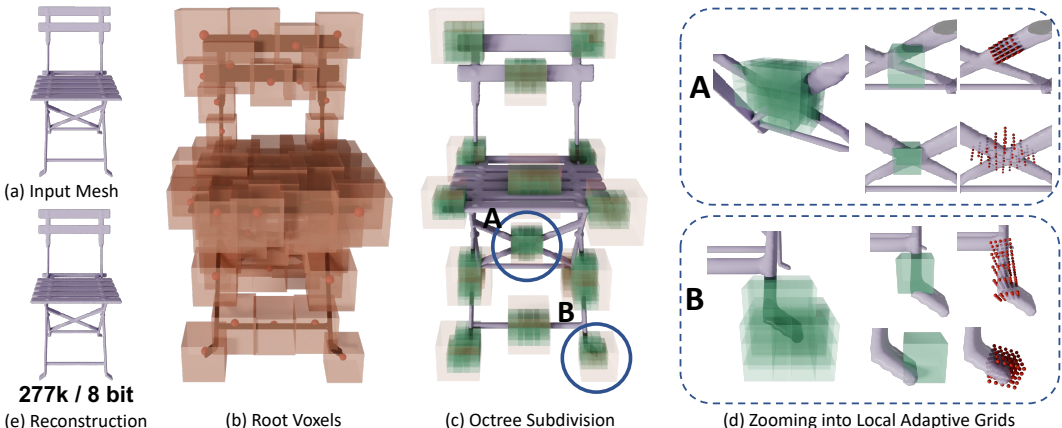 (a) Input Mesh
277k / 8 bit
(e) Reconstruction
(b) Root Voxels
A
B
(c) Octree Subdivision
A
B
(d) Zooming into Local Adaptive Grids